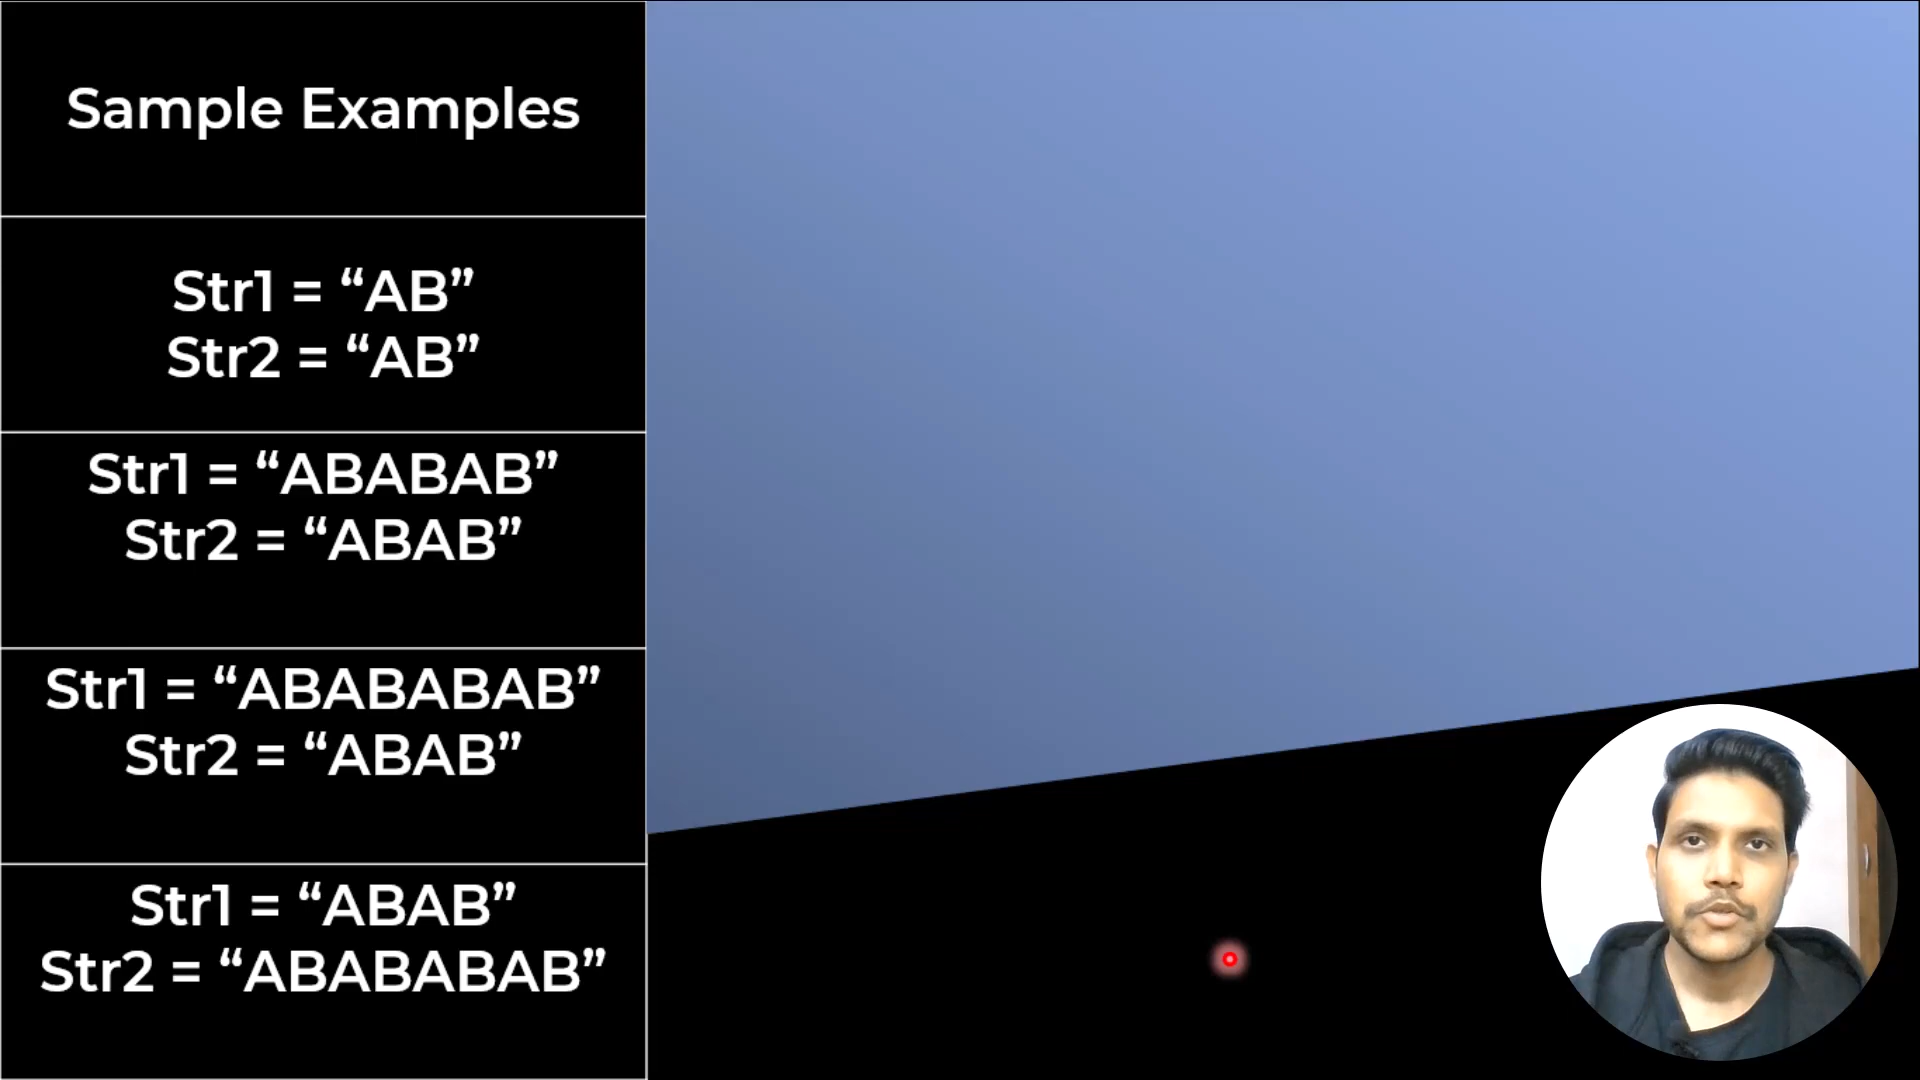 Sample Examples
Str1 = “AB”
Str2 = “AB”
Str1 = “ABABAB”
Str2 = “ABAB”
Str1 = “ABABABAB”
Str2 = “ABAB”
Str1 = “ABAB”
Str2 = “ABABABAB”